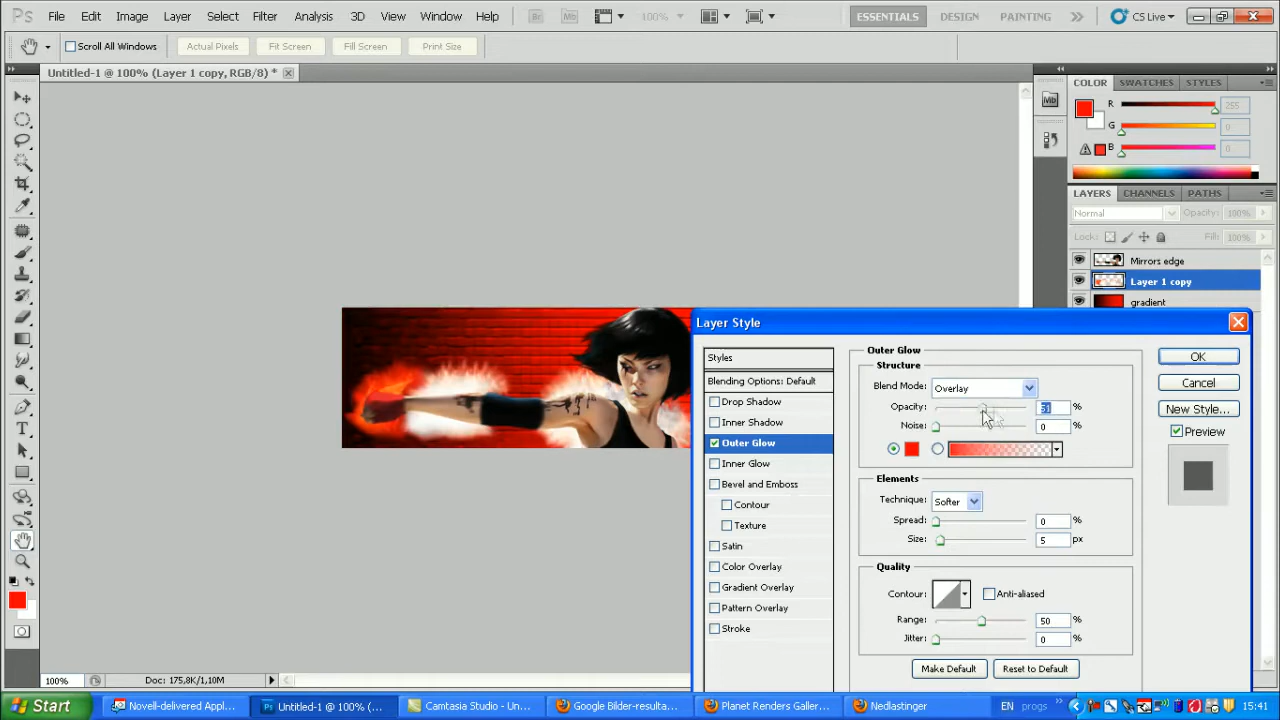 Ps File Edit Image Layer Select Filter Analysis 3D View Window Help Br Mb 100% ESSENTIALS DESIGN PAINTING CS Live
Scroll All Windows Actual Pixels Fit Screen Fill Screen Print Size
Untitled-1 @ 100% (Layer 1 copy, RGB/8) *
COLOR SWATCHES STYLES
R 255
G 0
B 0
LAYERS CHANNELS PATHS
Normal Opacity: 100%
Lock: Fill: 100%
Mirrors edge
Layer 1 copy
gradient
Layer Style
Styles
Blending Options: Default
Drop Shadow
Inner Shadow
Outer Glow
Inner Glow
Bevel and Emboss
Contour
Texture
Satin
Color Overlay
Gradient Overlay
Pattern Overlay
Stroke
Outer Glow
Structure
Blend Mode: Overlay
Opacity: 51 %
Noise: 0 %
Elements
Technique: Softer
Spread: 0 %
Size: 5 px
Quality
Contour: Anti-aliased
Range: 50 %
Jitter: 0 %
Make Default Reset to Default
OK
Cancel
New Style...
Preview
100% Doc: 175,8K/1,10M
Start Novell-delivered Appl... Untitled-1 @ 100% (... Camtasia Studio - Un... Google Bilder-resulta... Planet Renders Galler... Nedlastinger EN progs 15:41